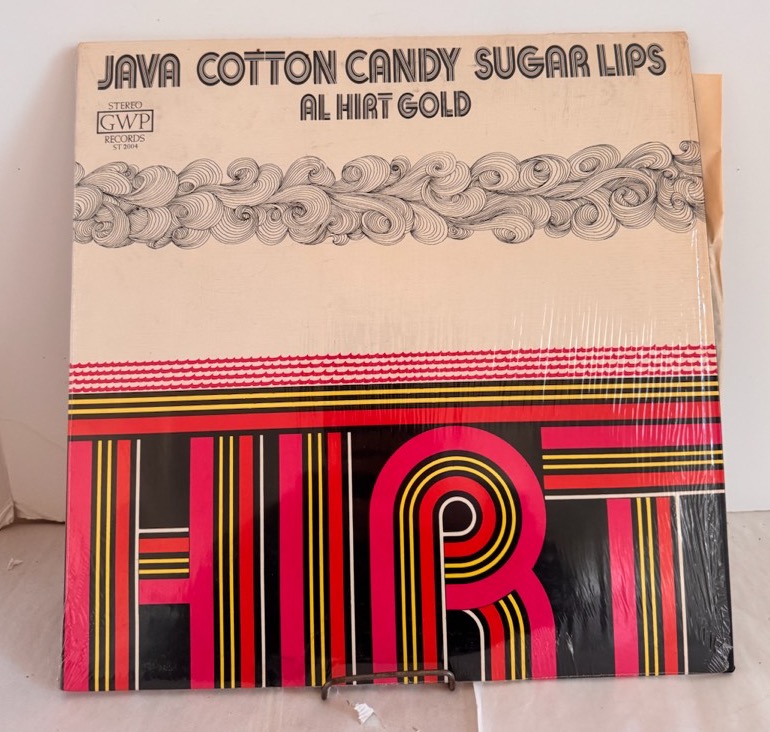 JAVA COTTON CANDY SUGAR LIPS
AL HIRT GOLD
STEREO
GWP
RECORDS
ST 2004
HIRT